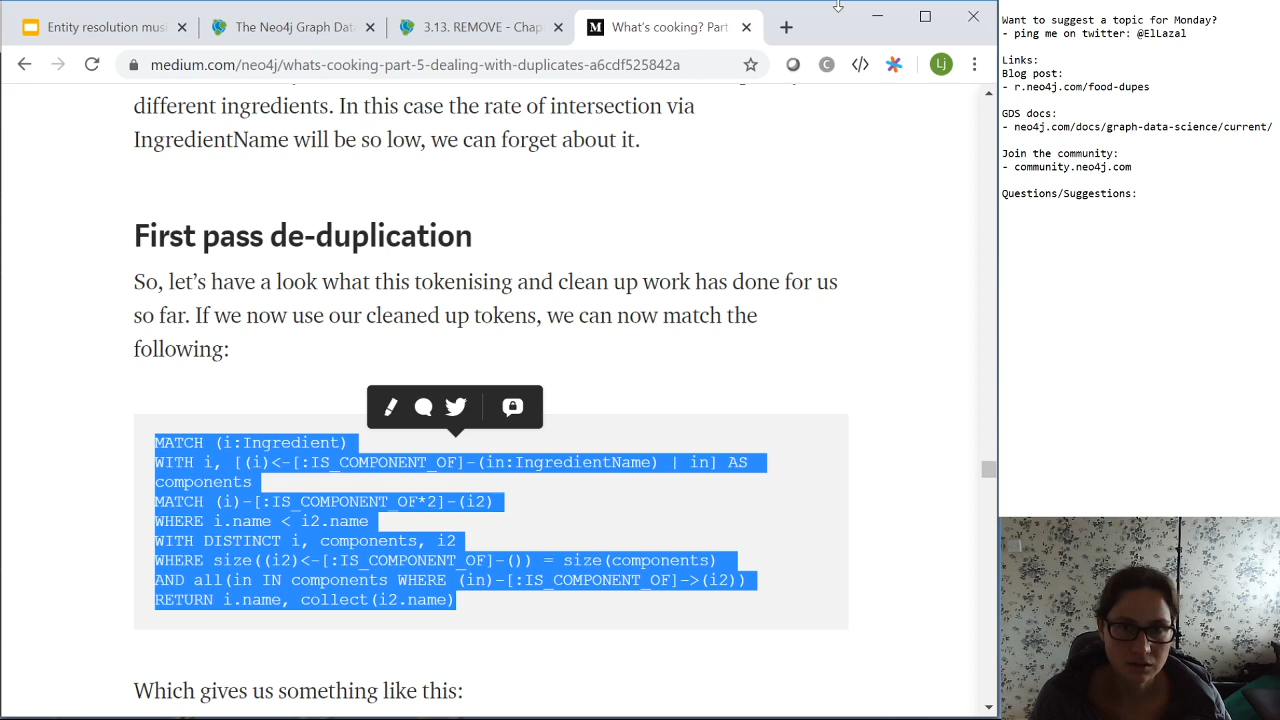 Entity resolution mus
The Neo4j Graph Dat
3.13. REMOVE - Chap
What's cooking? Part
medium.com/neo4j/whats-cooking-part-5-dealing-with-duplicates-a6cdf525842a
Lj
different ingredients. In this case the rate of intersection via
IngredientName will be so low, we can forget about it.
First pass de-duplication
So, let's have a look what this tokenising and clean up work has done for us
so far. If we now use our cleaned up tokens, we can now match the
following:
MATCH (i:Ingredient)
WITH i, [(i)<-[:IS_COMPONENT_OF]-(in:IngredientName) | in] AS
components
MATCH (i)-[:IS_COMPONENT_OF*2]-(i2)
WHERE i.name < i2.name
WITH DISTINCT i, components, i2
WHERE size((i2)<-[:IS_COMPONENT_OF]-()) = size(components)
AND all(in IN components WHERE (in)-[:IS_COMPONENT_OF]->(i2))
RETURN i.name, collect(i2.name)
Which gives us something like this:
Want to suggest a topic for Monday?
- ping me on twitter: @ElLazal
Links:
Blog post:
- r.neo4j.com/food-dupes
GDS docs:
- neo4j.com/docs/graph-data-science/current/
Join the community:
- community.neo4j.com
Questions/Suggestions: